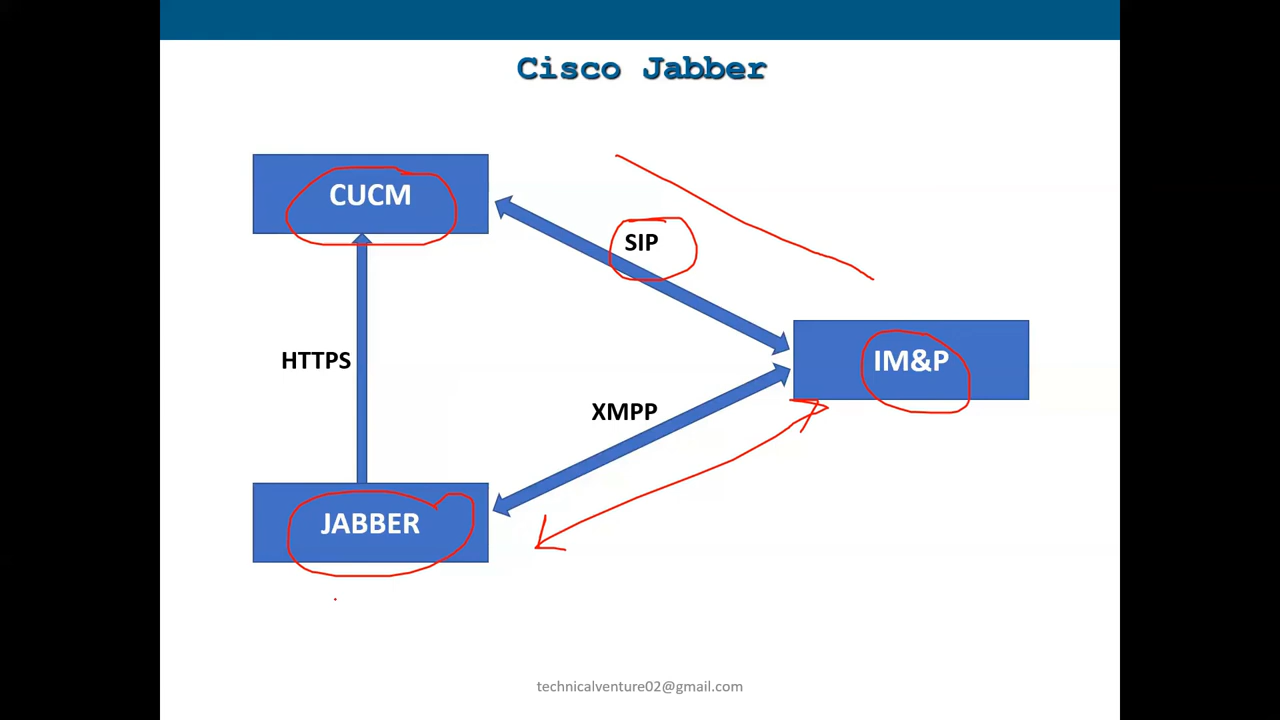 Cisco Jabber
CUCM
SIP
HTTPS
IM&P
XMPP
JABBER
technicalventure02@gmail.com